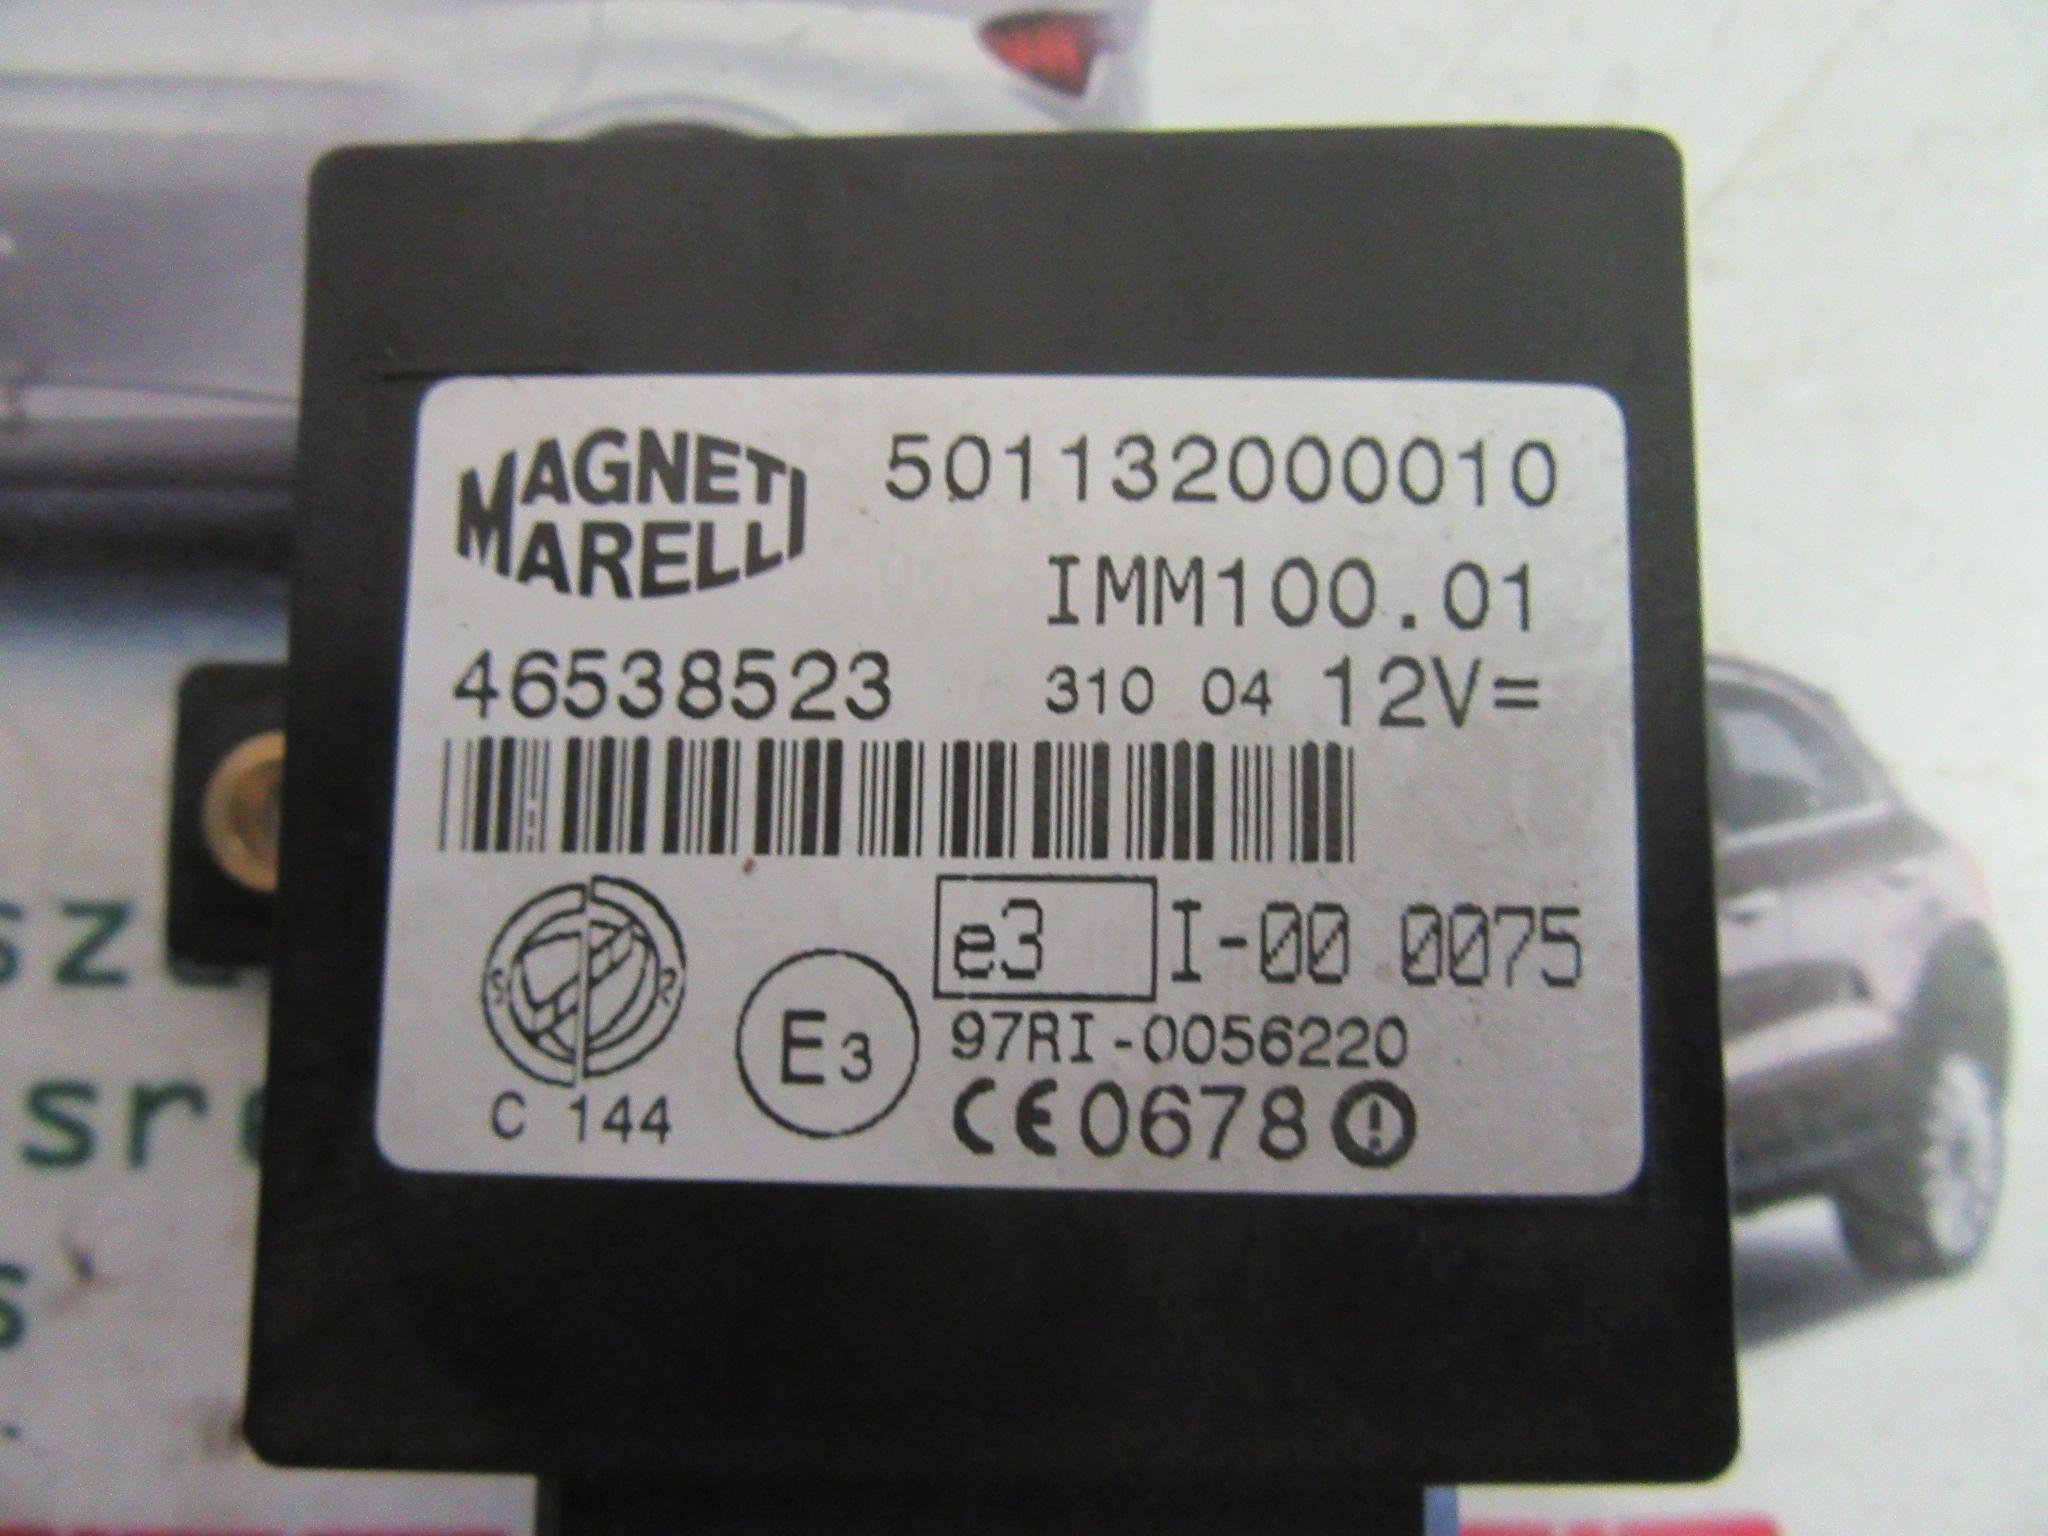 MAGNETI
MARELLI
501132000010
IMM100.01
46538523 310 04 12V=
S R
C 144
E3
e3 I-00 0075
97RI-0056220
CE0678